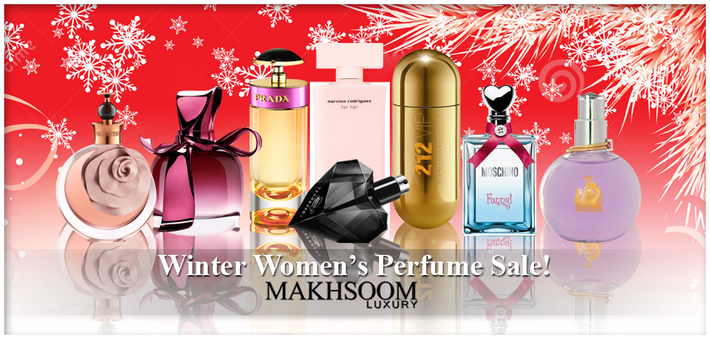 PRADA
narciso rodriguez
for her
212 VIP
MOSCHINO
Funny!
Winter Women's Perfume Sale!
MAKHSOOM
LUXURY